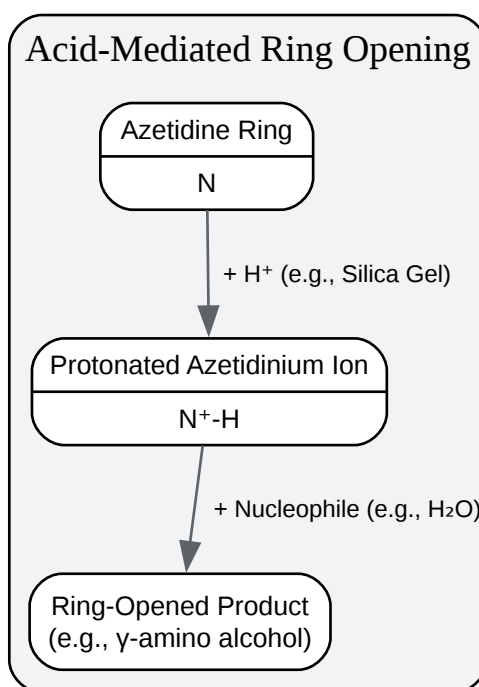 Acid-Mediated Ring Opening
Azetidine Ring
N
+ H⁺ (e.g., Silica Gel)
Protonated Azetidinium Ion
N⁺-H
+ Nucleophile (e.g., H₂O)
Ring-Opened Product
(e.g., γ-amino alcohol)